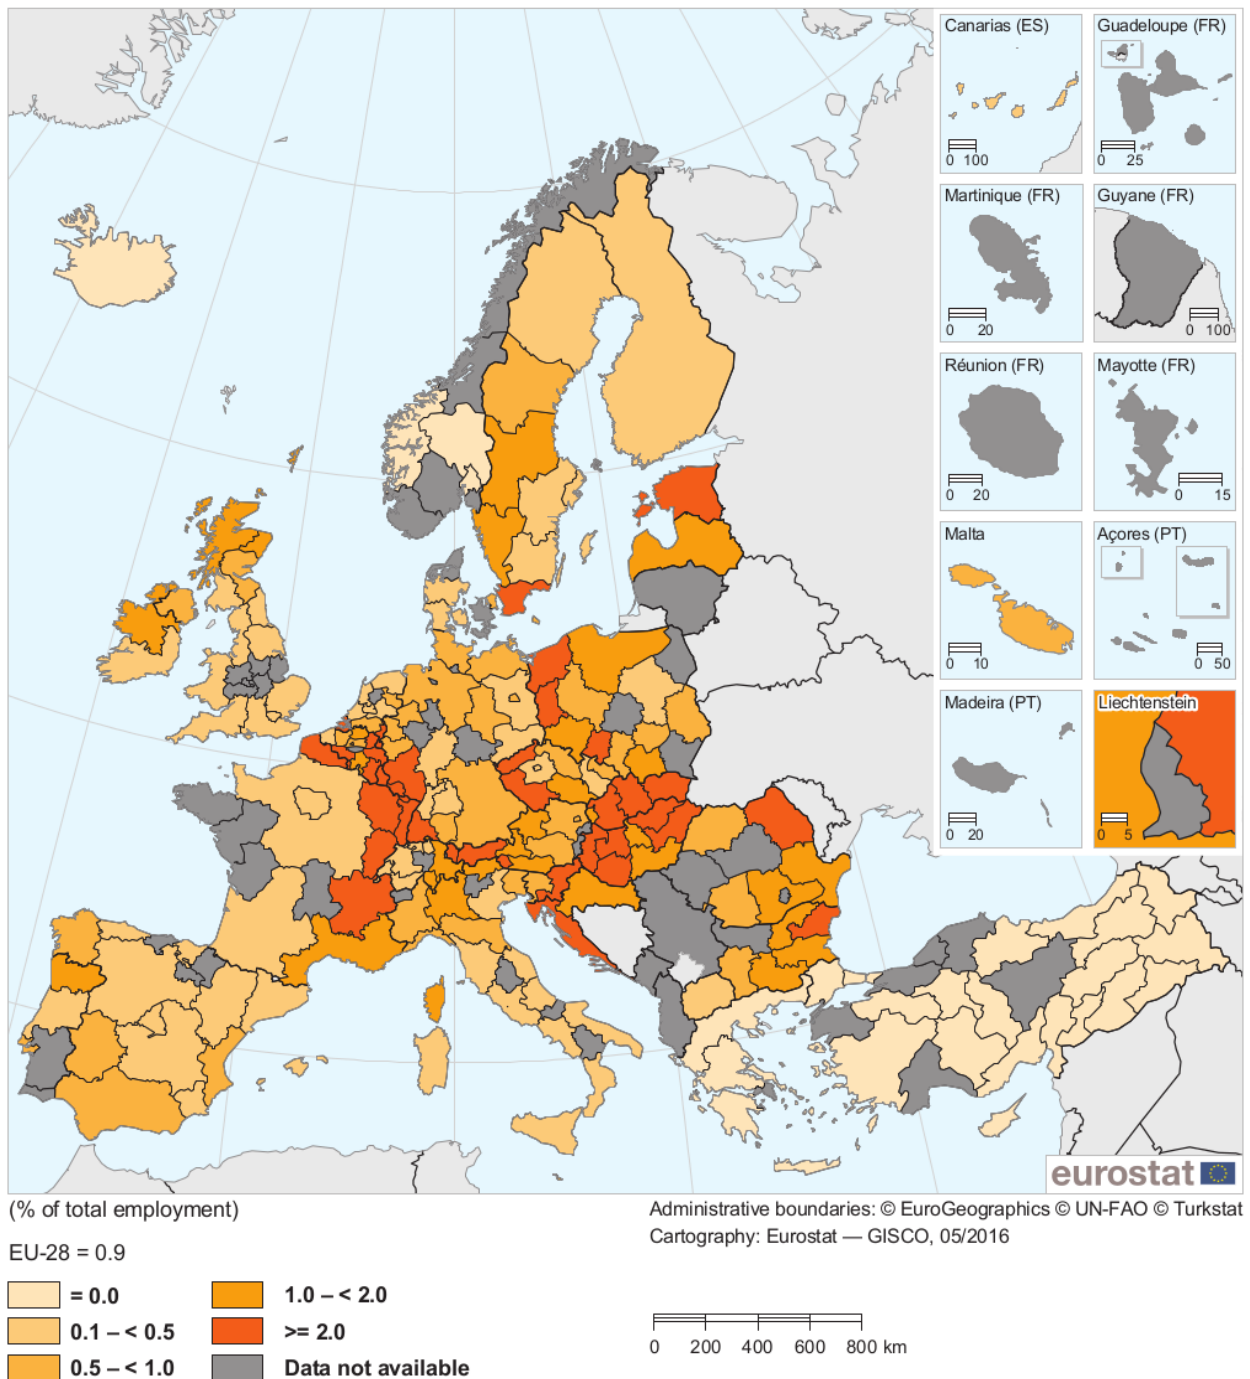 Canarias (ES)
0 100
Guadeloupe (FR)
0 25
Martinique (FR)
0 20
Guyane (FR)
0 100
Réunion (FR)
0 20
Mayotte (FR)
0 15
Malta
0 10
Açores (PT)
0 50
Madeira (PT)
0 20
Liechtenstein
0 5
eurostat
(% of total employment)
Administrative boundaries: © EuroGeographics © UN-FAO © Turkstat
Cartography: Eurostat — GISCO, 05/2016
EU-28 = 0.9
= 0.0
0.1 – < 0.5
0.5 – < 1.0
1.0 – < 2.0
>= 2.0
Data not available
0 200 400 600 800 km